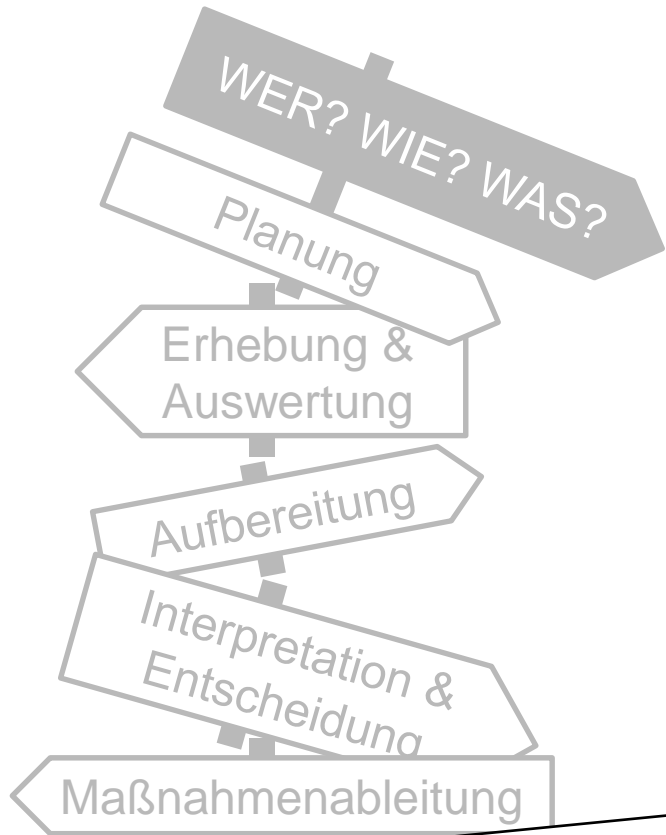 WER? WIE? WAS?
Planung
Erhebung &
Auswertung
Aufbereitung
Interpretation &
Entscheidung
Maßnahmenableitung